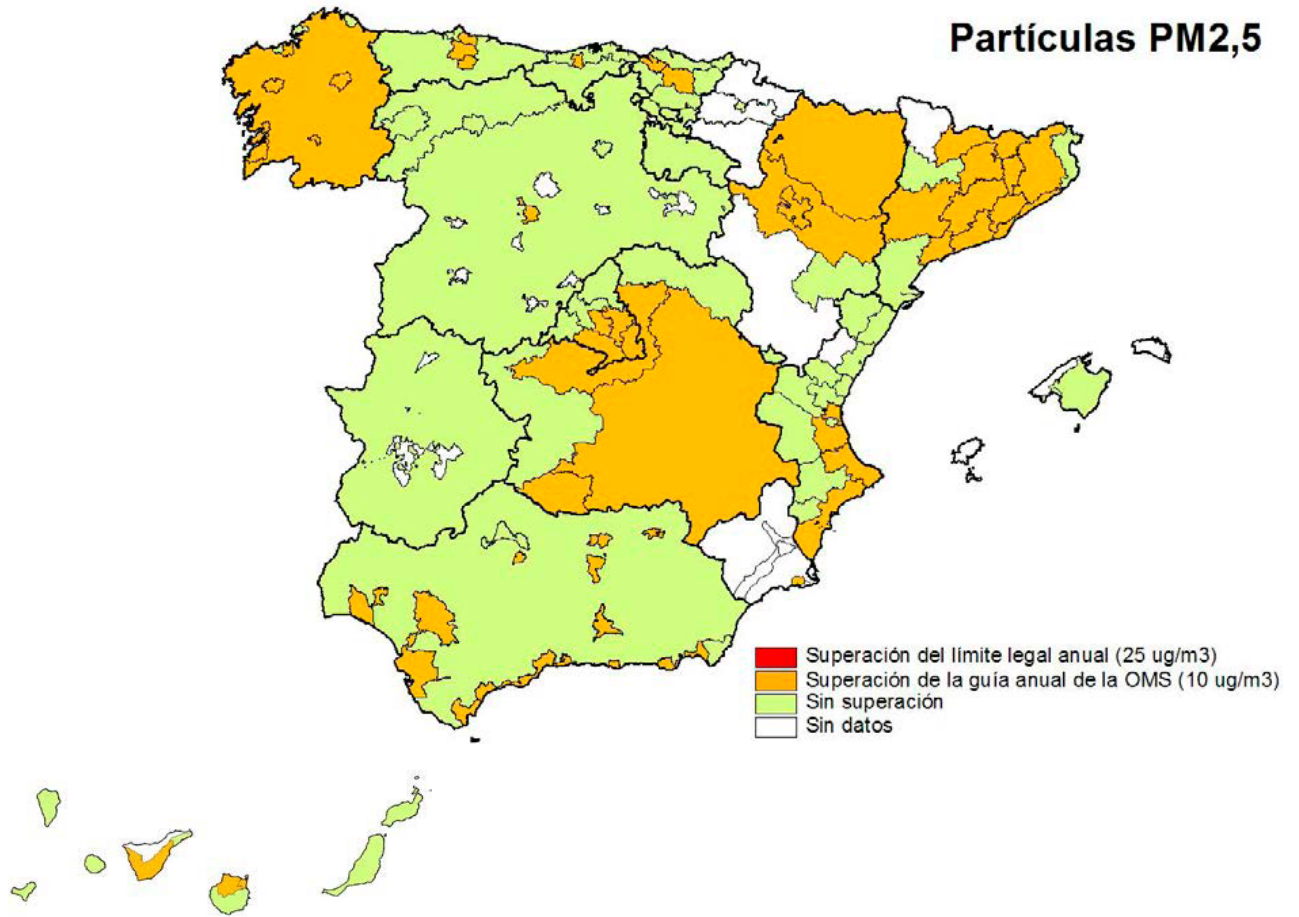 Partículas PM2,5
Superación del límite legal anual (25 ug/m3)
Superación de la guía anual de la OMS (10 ug/m3)
Sin superación
Sin datos